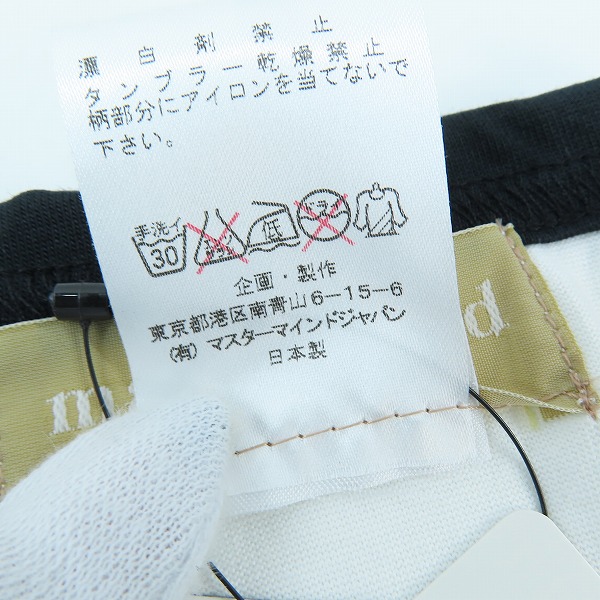 漂白剤禁止
タンブラー乾燥禁止
柄部分にアイロンを当てないで
下さい。
手洗イ
30 低
企画・製作
東京都港区南青山6-15-6
(有)マスターマインドジャパン
日本製
m d